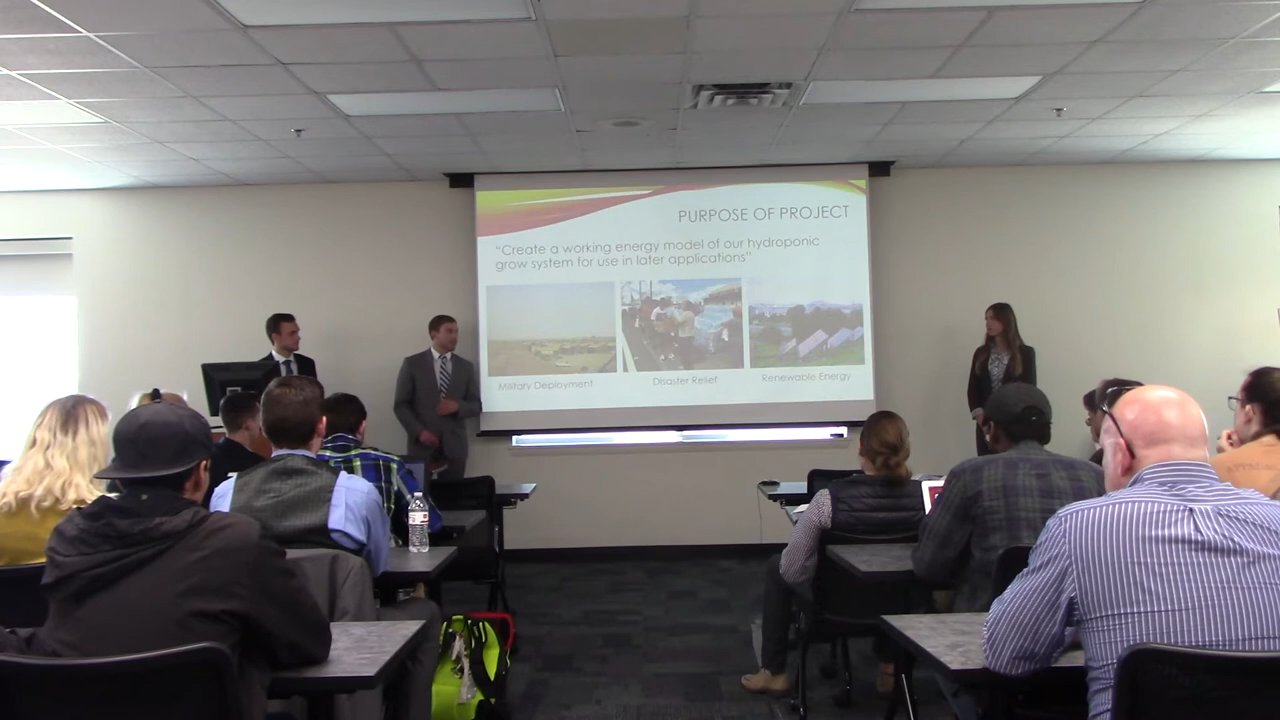 PURPOSE OF PROJECT
“Create a working energy model of our hydroponic
grow system for use in later applications”
Military Deployment
Disaster Relief
Renewable Energy